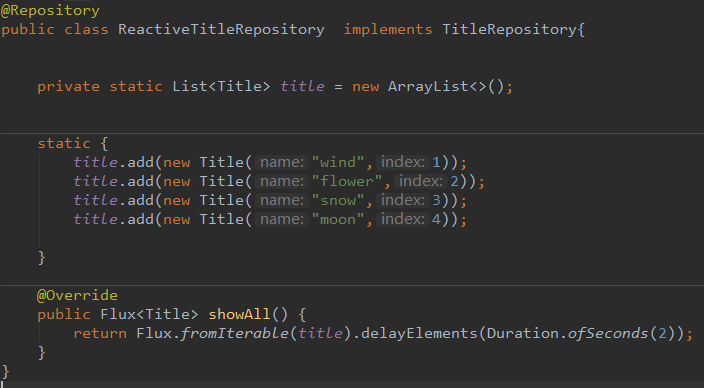 @Repository
public class ReactiveTitleRepository  implements TitleRepository{
private static List<Title> title = new ArrayList<>();
static {
title.add(new Title( name: "wind", index: 1));
title.add(new Title( name: "flower", index: 2));
title.add(new Title( name: "snow", index: 3));
title.add(new Title( name: "moon", index: 4));
}
@Override
public Flux<Title> showAll() {
return Flux.fromIterable(title).delayElements(Duration.ofSeconds(2));
}
}